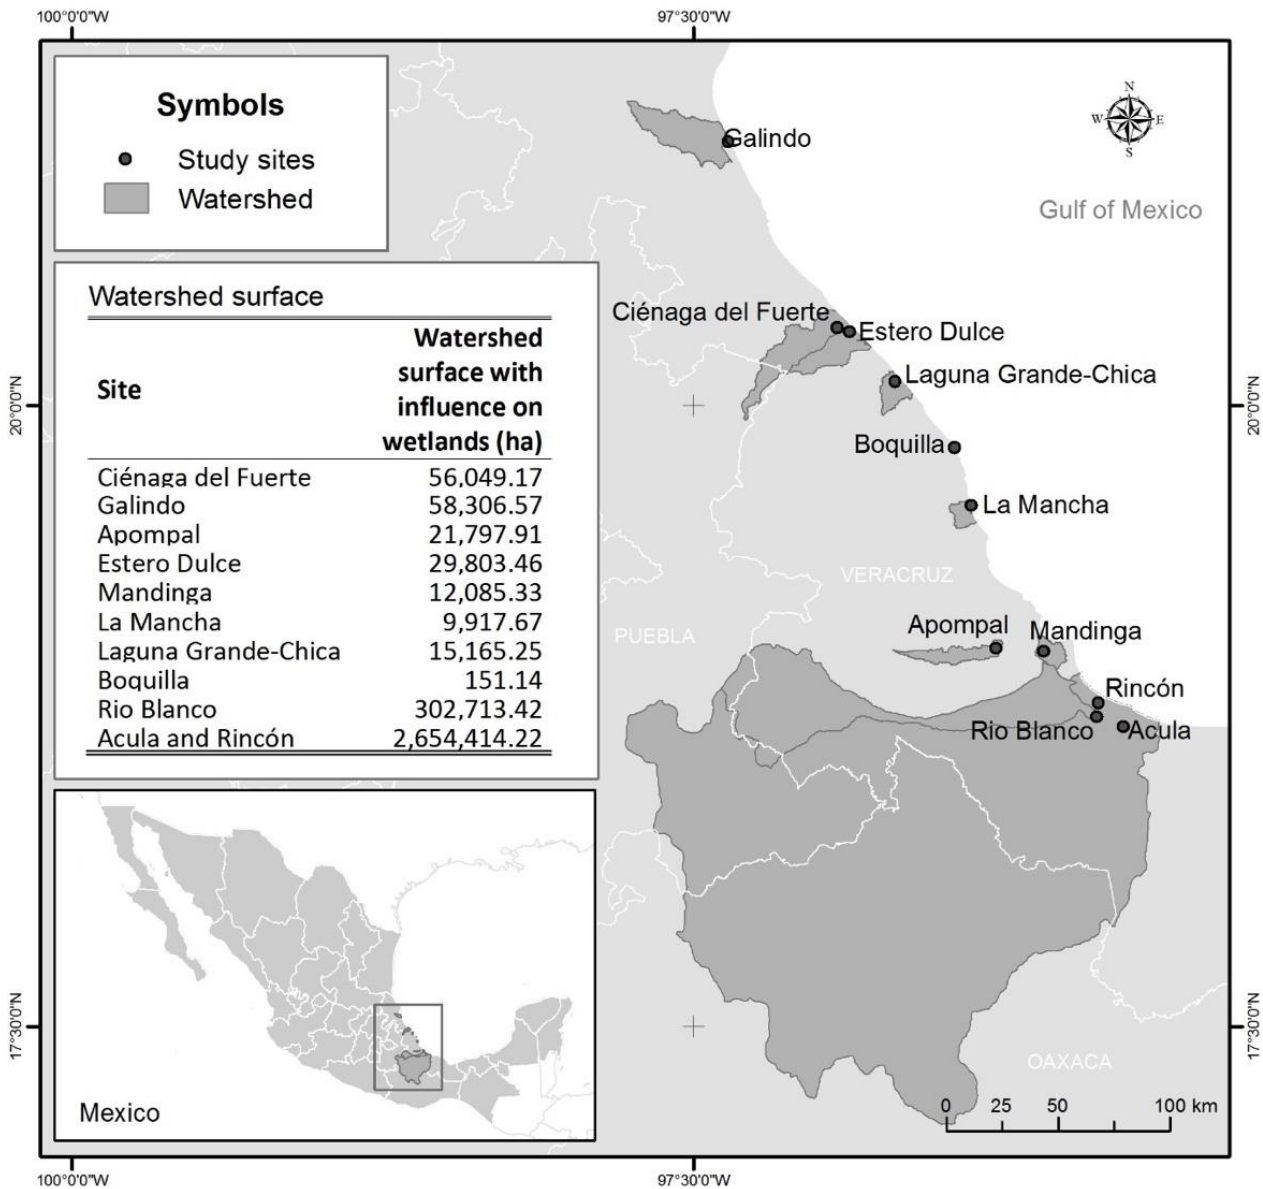 100°0'0"W 97°30'0"W
Symbols
Study sites
Watershed
N
W E
S
Galindo
Gulf of Mexico
Watershed surface
Site
Watershed
surface with
influence on
wetlands (ha)
Ciénaga del Fuerte 56,049.17
Galindo 58,306.57
Apompal 21,797.91
Estero Dulce 29,803.46
Mandinga 12,085.33
La Mancha 9,917.67
Laguna Grande-Chica 15,165.25
Boquilla 151.14
Rio Blanco 302,713.42
Acula and Rincón 2,654,414.22
Ciénaga del Fuerte
Estero Dulce
Laguna Grande-Chica
20°0'0"N 20°0'0"N
Boquilla
La Mancha
VERACRUZ
PUEBLA
Apompal
Mandinga
Rincón
Rio Blanco
Acula
17°30'0"N 17°30'0"N
OAXACA
0 25 50 100 km
Mexico
100°0'0"W 97°30'0"W